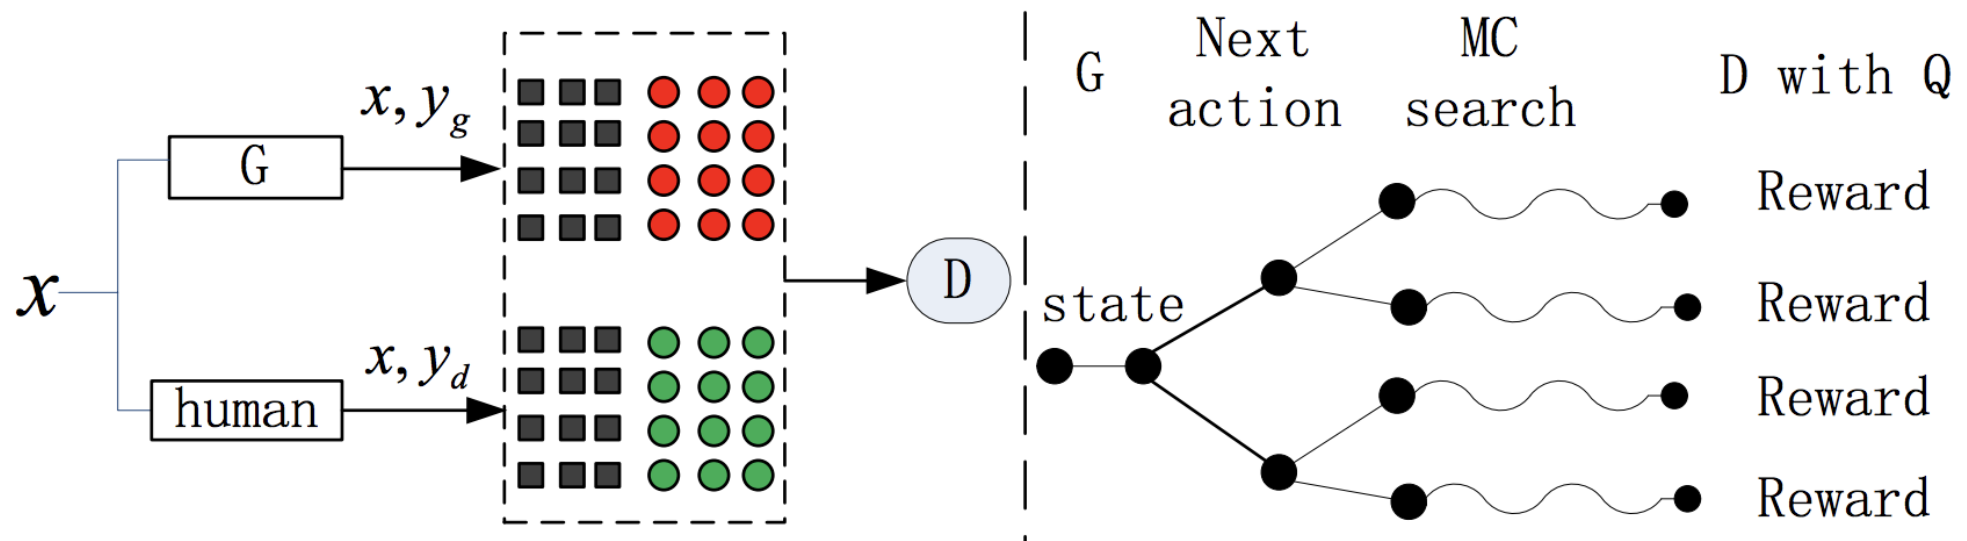 x
G
human
x, y_g
x, y_d
D
G
Next
action
MC
search
D with Q
state
Reward
Reward
Reward
Reward